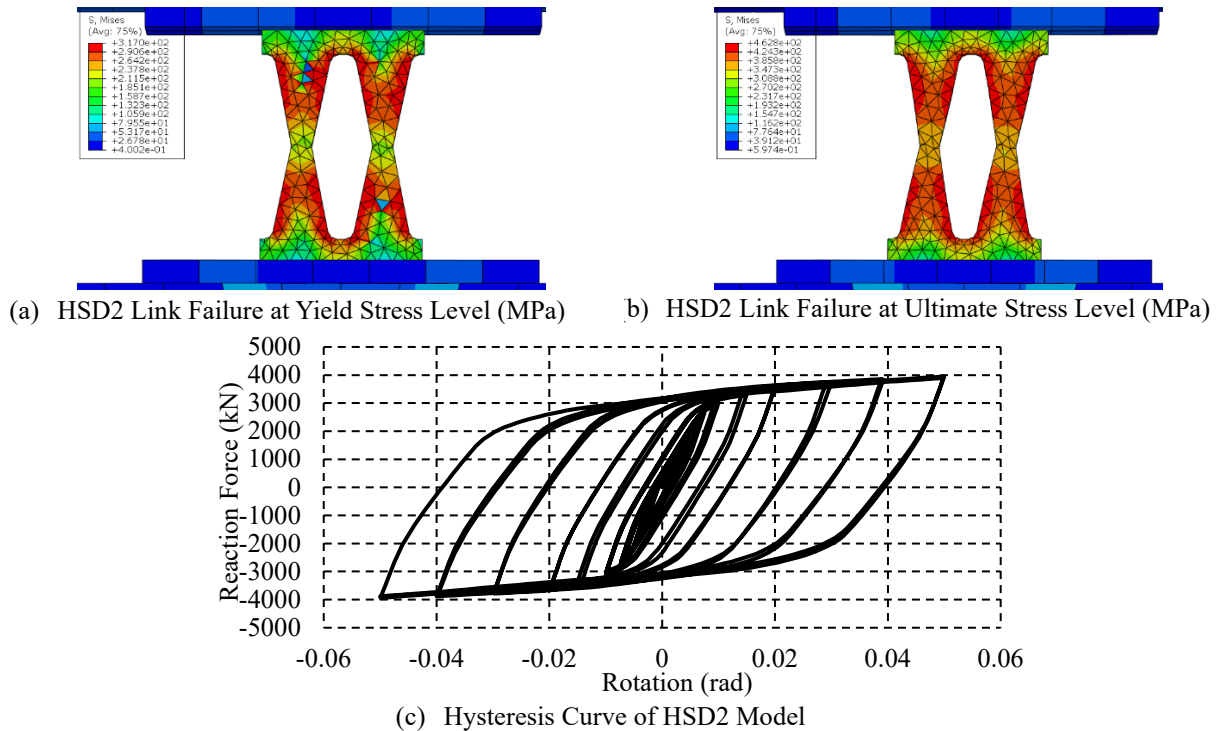 S, Mises
(Avg: 75%)
+3.170e+02
+2.906e+02
+2.642e+02
+2.378e+02
+2.115e+02
+1.851e+02
+1.587e+02
+1.323e+02
+1.059e+02
+7.955e+01
+5.317e+01
+2.678e+01
+4.002e-01
S, Mises
(Avg: 75%)
+4.628e+02
+4.243e+02
+3.858e+02
+3.473e+02
+3.088e+02
+2.702e+02
+2.317e+02
+1.932e+02
+1.547e+02
+1.162e+02
+7.764e+01
+3.912e+01
+5.974e-01
(a) HSD2 Link Failure at Yield Stress Level (MPa)
b) HSD2 Link Failure at Ultimate Stress Level (MPa)
Reaction Force (kN)
5000
4000
3000
2000
1000
0
-1000
-2000
-3000
-4000
-5000
-0.06 -0.04 -0.02 0 0.02 0.04 0.06
Rotation (rad)
(c) Hysteresis Curve of HSD2 Model